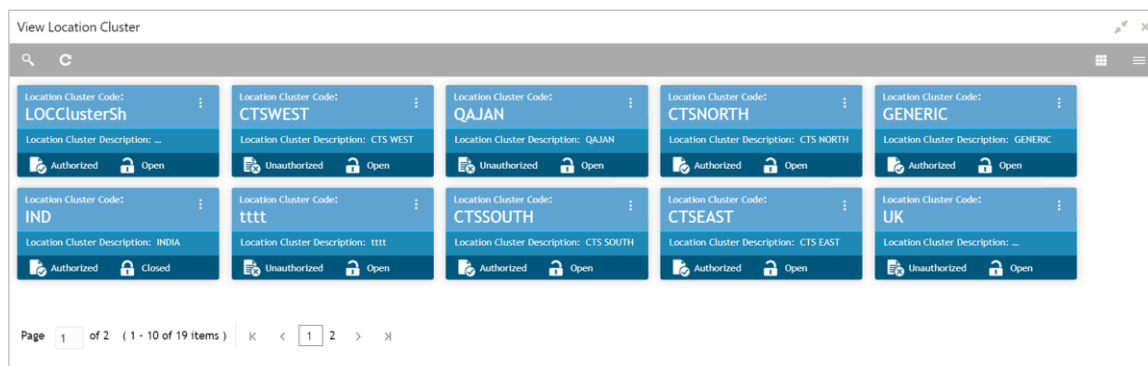 View Location Cluster
Location Cluster Code: Location Cluster Code: Location Cluster Code: Location Cluster Code: Location Cluster Code:
LOCClusterSh CTSWEST QAJAN CTSNORTH GENERIC
Location Cluster Description: ... Location Cluster Description: CTS WEST Location Cluster Description: QAJAN Location Cluster Description: CTS NORTH Location Cluster Description: GENERIC
Authorized Open Unauthorized Open Unauthorized Open Authorized Open Authorized Open
Location Cluster Code: Location Cluster Code: Location Cluster Code: Location Cluster Code: Location Cluster Code:
IND tttt CTSSOUTH CTSEAST UK
Location Cluster Description: INDIA Location Cluster Description: tttt Location Cluster Description: CTS SOUTH Location Cluster Description: CTS EAST Location Cluster Description: ...
Authorized Closed Unauthorized Open Authorized Open Authorized Open Unauthorized Open
Page 1 of 2 ( 1 - 10 of 19 items ) 1 2